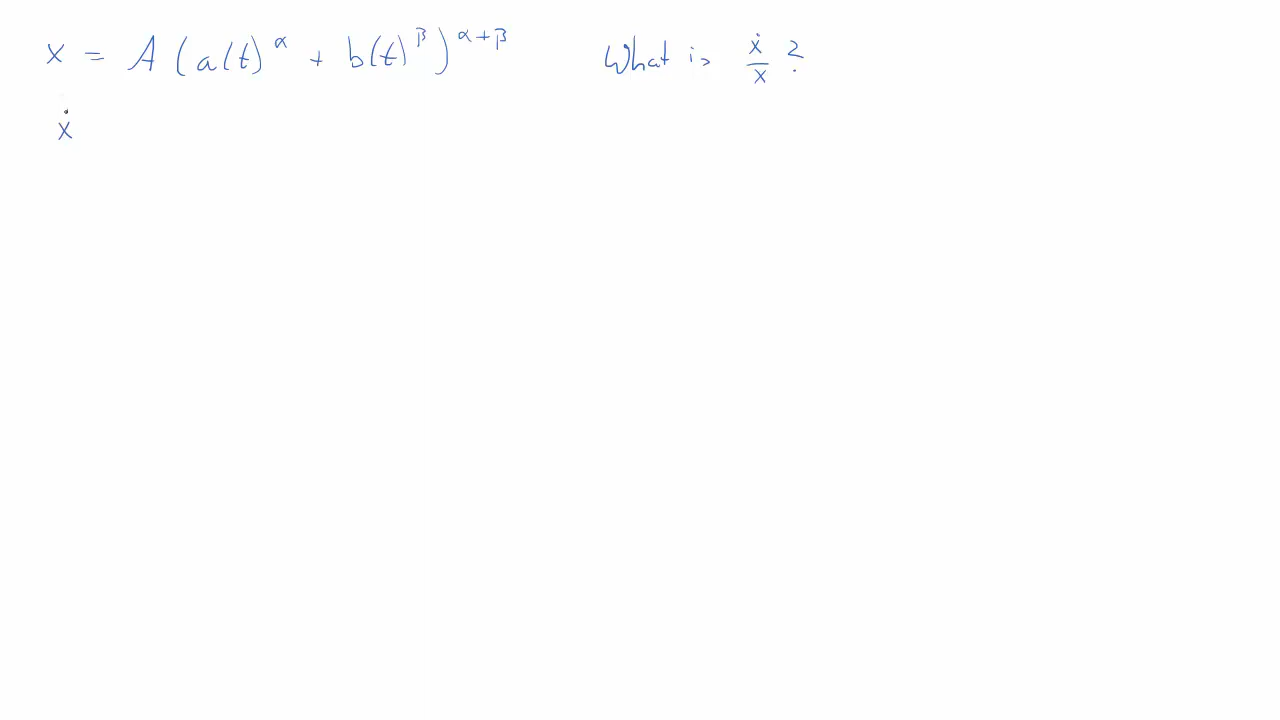 x = A (a(t)^α + b(t)^β)^α+β What is ẋ/x ?
ẋ